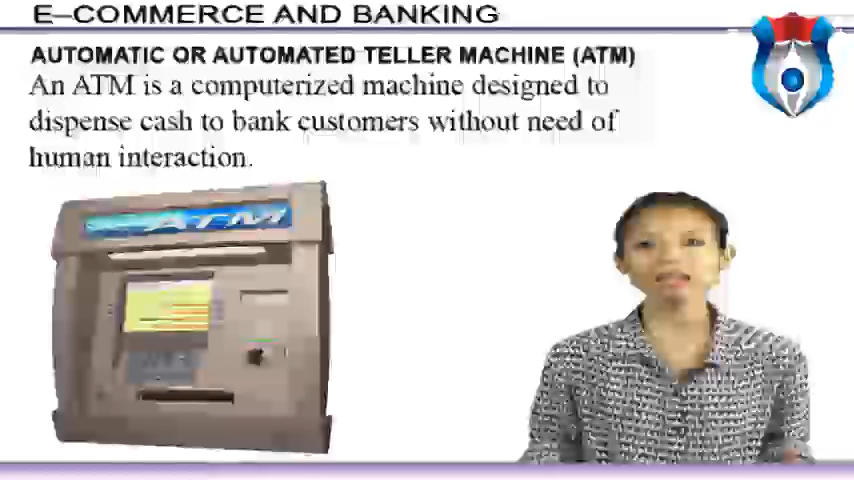 E–COMMERCE AND BANKING
AUTOMATIC OR AUTOMATED TELLER MACHINE (ATM)
An ATM is a computerized machine designed to
dispense cash to bank customers without need of
human interaction.
ATM